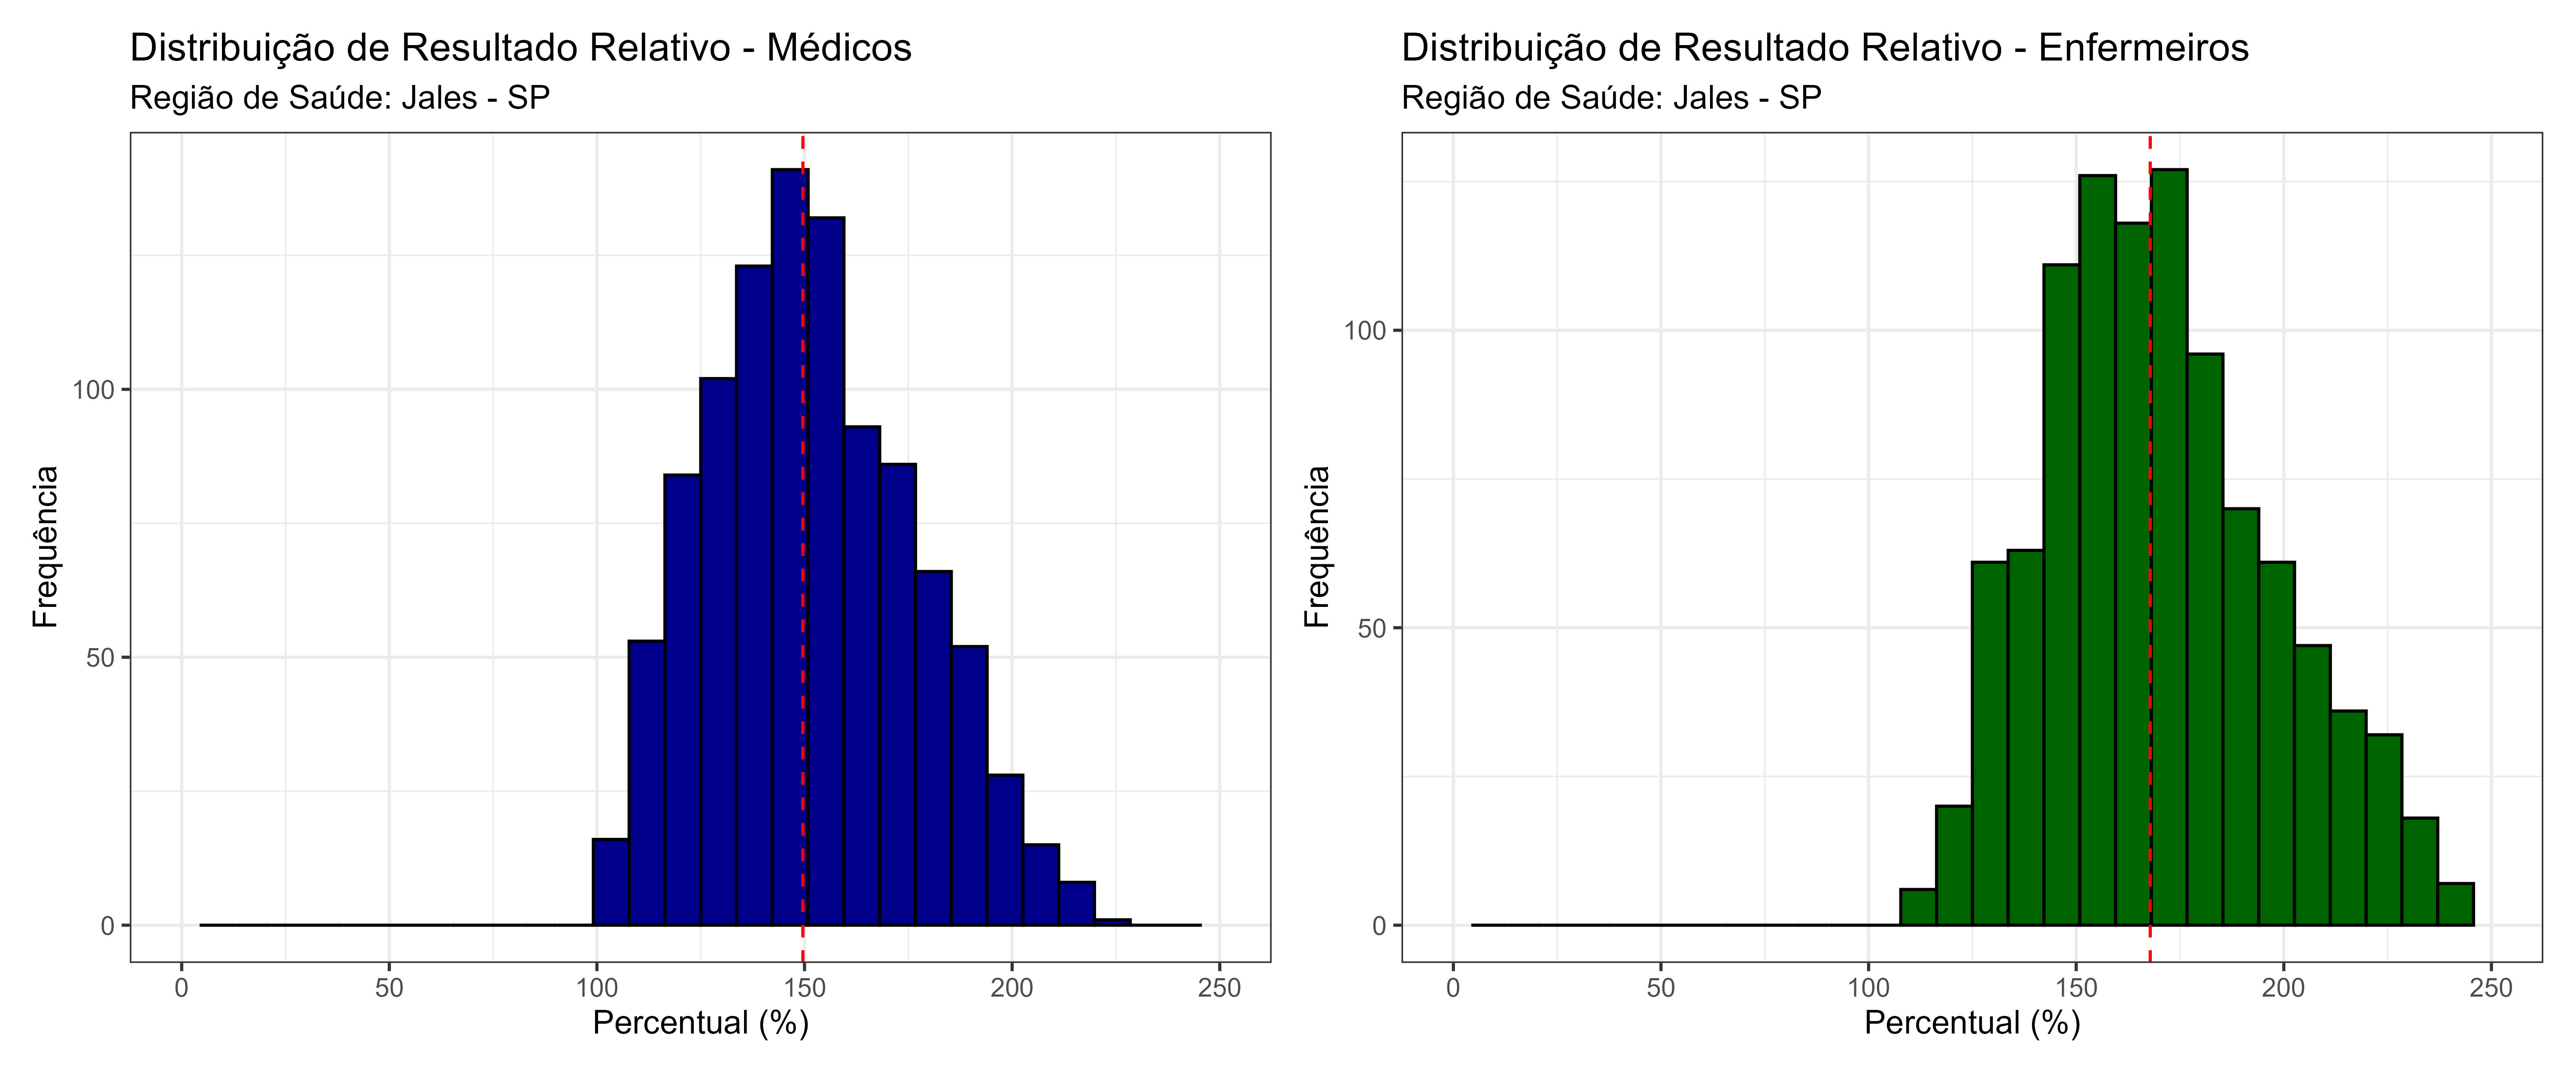 Distribuição de Resultado Relativo - Médicos
Região de Saúde: Jales - SP
Frequência
100
50
0
0 50 100 150 200 250
Percentual (%)
Distribuição de Resultado Relativo - Enfermeiros
Região de Saúde: Jales - SP
Frequência
100
50
0
0 50 100 150 200 250
Percentual (%)